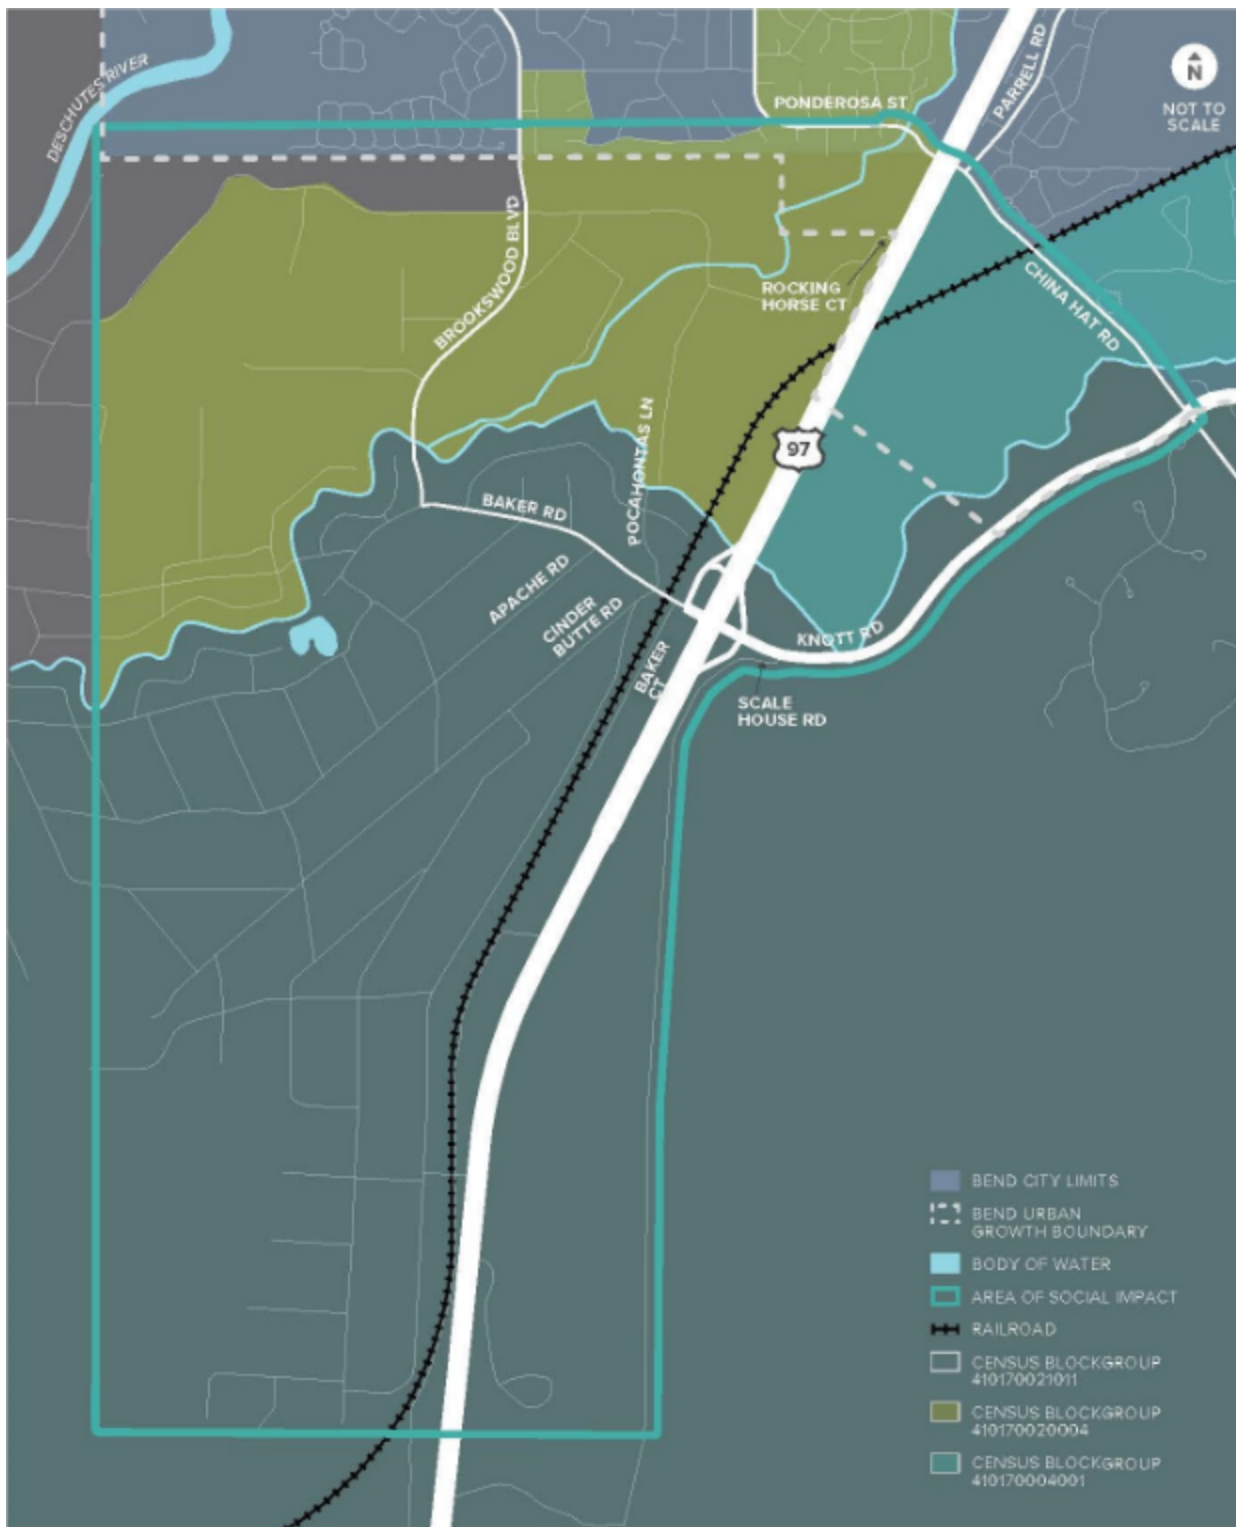 DESCHUTES RIVER
PONDEROSA ST
PARRELL RD
N
NOT TO
SCALE
BROOKSWOOD BLVD
ROCKING
HORSE CT
CHINA HAT RD
POCAHONTAS LN
97
BAKER RD
APACHE RD
CINDER
BUTTE RD
BAKER
CT
KNOTT RD
SCALE
HOUSE RD
BEND CITY LIMITS
BEND URBAN
GROWTH BOUNDARY
BODY OF WATER
AREA OF SOCIAL IMPACT
RAILROAD
CENSUS BLOCKGROUP
410170021011
CENSUS BLOCKGROUP
410170020004
CENSUS BLOCKGROUP
410170004001